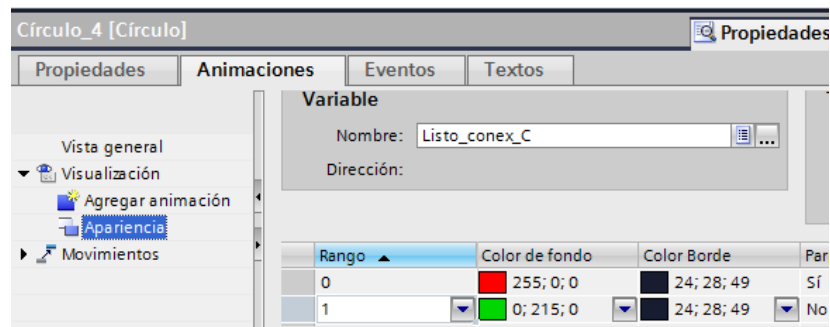 Círculo_4 [Círculo]
Propiedades
Propiedades Animaciones Eventos Textos
Variable
Nombre: Listo_conex_C
Dirección:
Vista general
Visualización
Agregar animación
Apariencia
Movimientos
Rango Color de fondo Color Borde Par
0 255; 0; 0 24; 28; 49 Sí
1 0; 215; 0 24; 28; 49 No